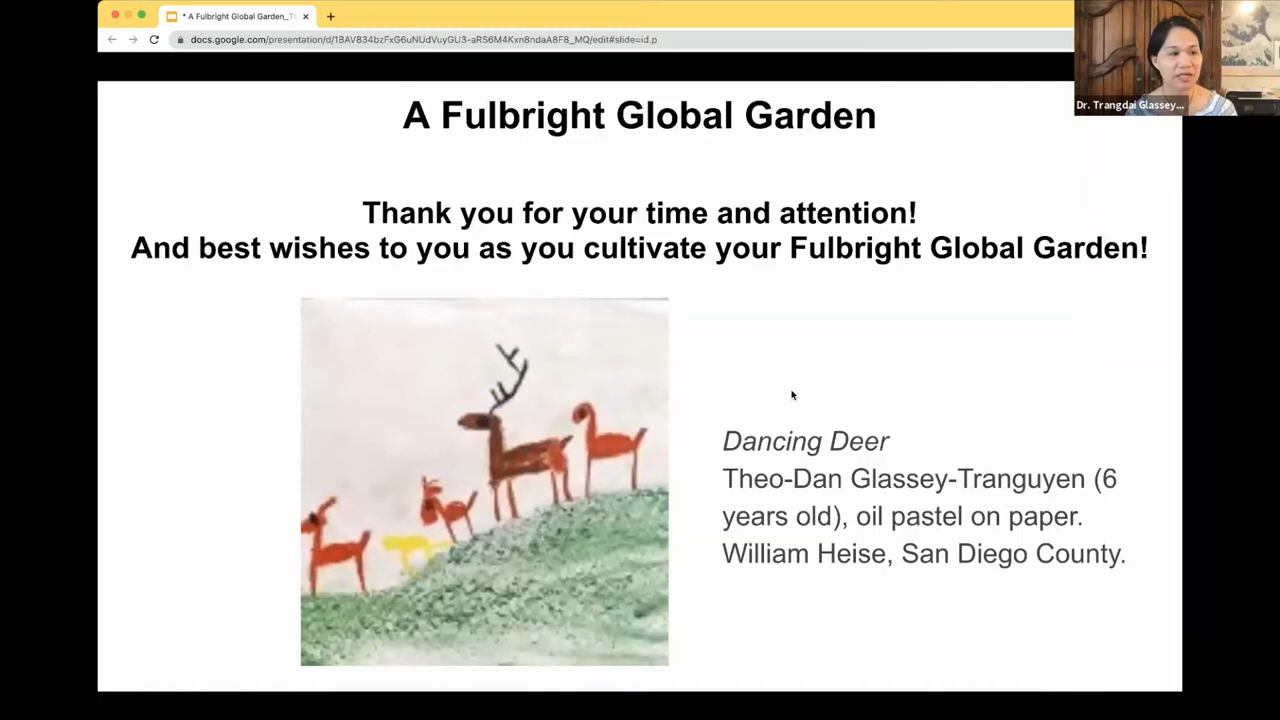 * A Fulbright Global Garden_TU
docs.google.com/presentation/d/1BAV834bzFxG6uNUdVuyGU3-aRS6M4Kxn8ndaA8F8_MQ/edit#slide=id.p
Dr. Trangdai Glassey...
A Fulbright Global Garden
Thank you for your time and attention!
And best wishes to you as you cultivate your Fulbright Global Garden!
Dancing Deer
Theo-Dan Glassey-Tranguyen (6
years old), oil pastel on paper.
William Heise, San Diego County.